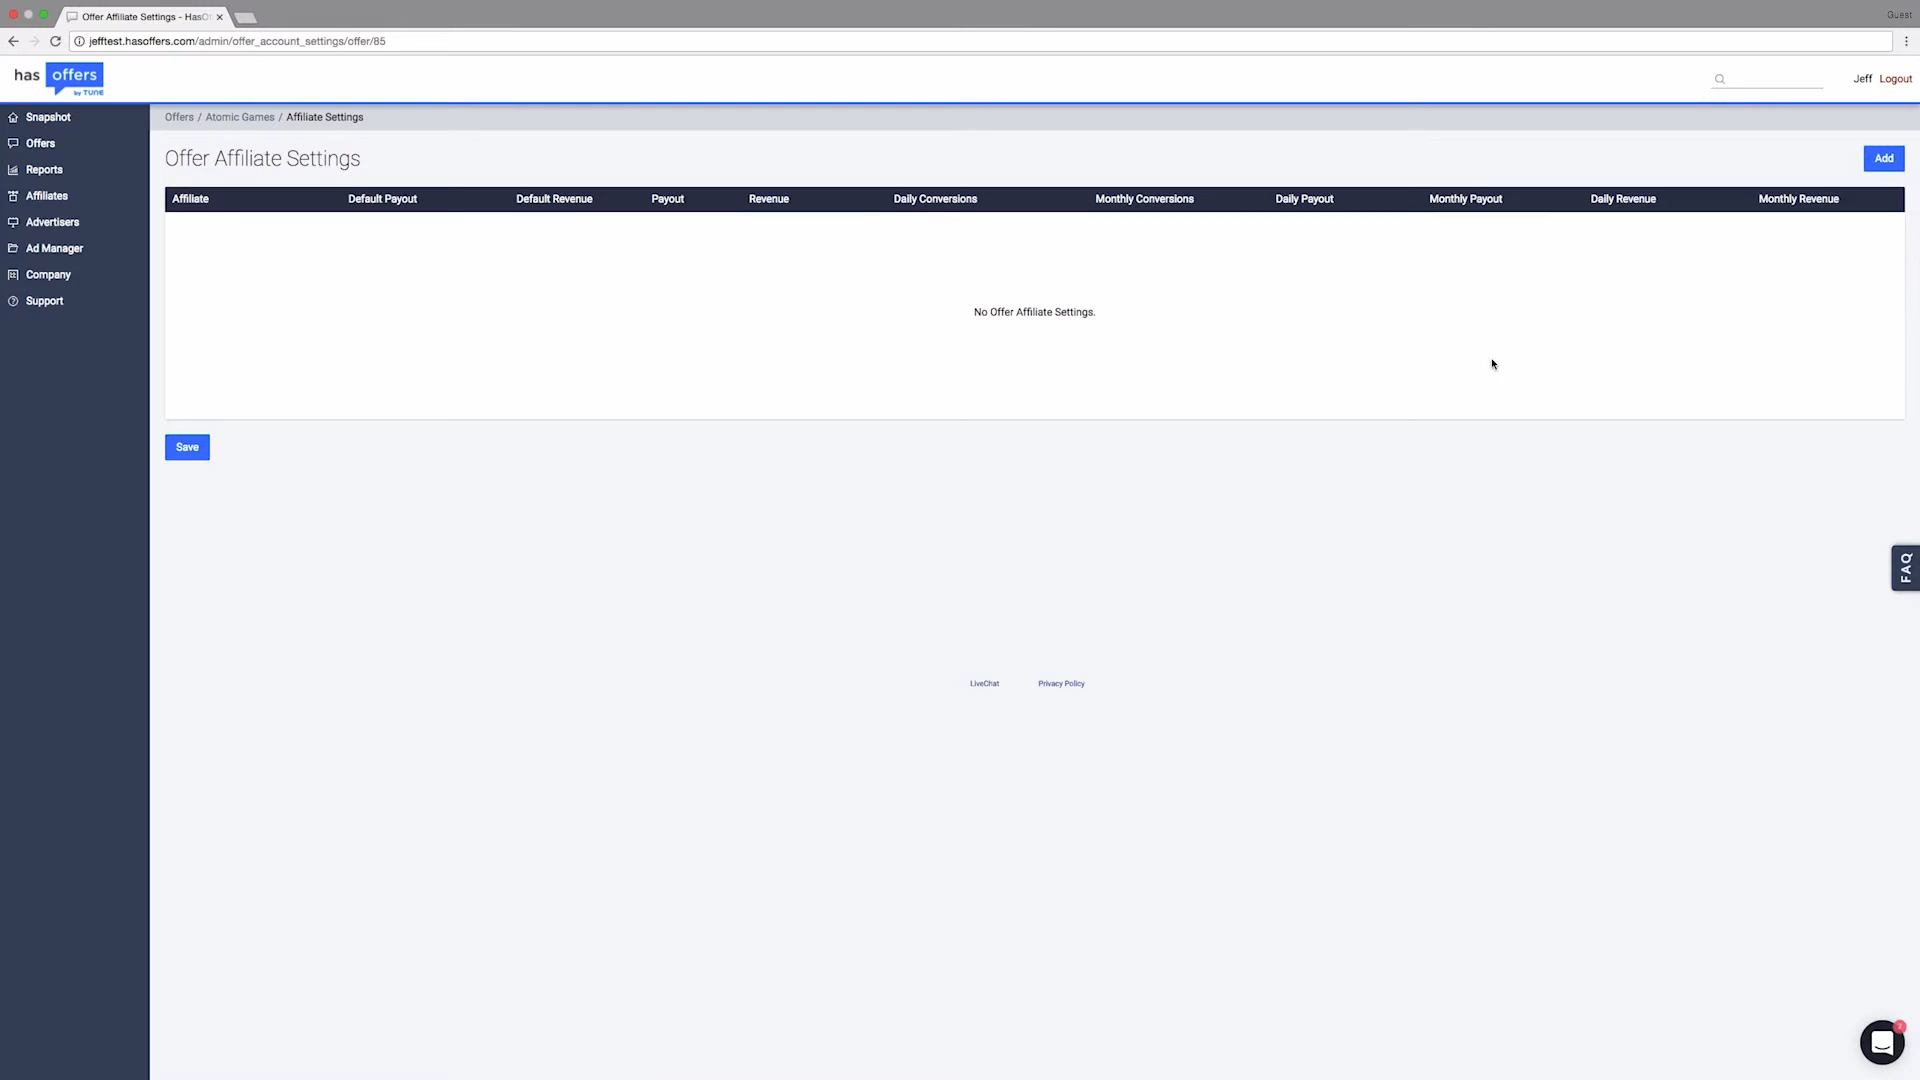 Offer Affiliate Settings - HasO
Guest
jefftest.hasoffers.com/admin/offer_account_settings/offer/85
has offers
by TUNE
Jeff Logout
Snapshot
Offers
Reports
Affiliates
Advertisers
Ad Manager
Company
Support
Offers / Atomic Games / Affiliate Settings
Offer Affiliate Settings
Add
Affiliate Default Payout Default Revenue Payout Revenue Daily Conversions Monthly Conversions Daily Payout Monthly Payout Daily Revenue Monthly Revenue
No Offer Affiliate Settings.
Save
FAQ
LiveChat Privacy Policy
2